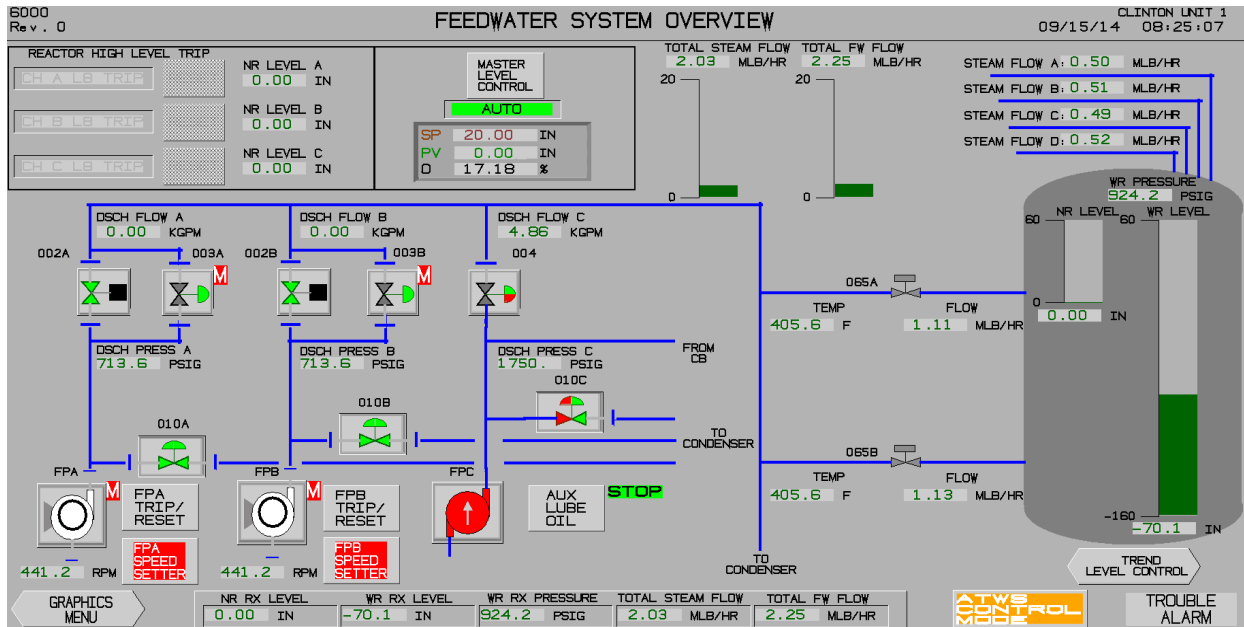 6000
Rev. 0
FEEDWATER SYSTEM OVERVIEW
CLINTON UNIT 1
09/15/14 08:25:07
REACTOR HIGH LEVEL TRIP
CH A L8 TRIP
NR LEVEL A
0.00 IN
CH B L8 TRIP
NR LEVEL B
0.00 IN
CH C L8 TRIP
NR LEVEL C
0.00 IN
MASTER
LEVEL
CONTROL
AUTO
SP 20.00 IN
PV 0.00 IN
O 17.18 %
TOTAL STEAM FLOW
2.03 MLB/HR
20
0
TOTAL FW FLOW
2.25 MLB/HR
20
0
STEAM FLOW A: 0.50 MLB/HR
STEAM FLOW B: 0.51 MLB/HR
STEAM FLOW C: 0.49 MLB/HR
STEAM FLOW D: 0.52 MLB/HR
WR PRESSURE
924.2 PSIG
NR LEVEL
60
0
0.00 IN
WR LEVEL
60
-160
-70.1 IN
DSCH FLOW A
0.00 KGPM
DSCH FLOW B
0.00 KGPM
DSCH FLOW C
4.86 KGPM
002A
003A
M
002B
003B
M
004
DSCH PRESS A
713.6 PSIG
DSCH PRESS B
713.6 PSIG
DSCH PRESS C
1750. PSIG
FROM
CB
065A
TEMP
405.6 F
FLOW
1.11 MLB/HR
010A
010B
010C
TO
CONDENSER
065B
TEMP
405.6 F
FLOW
1.13 MLB/HR
FPA
M
FPA
TRIP/
RESET
FPA
SPEED
SETTER
441.2 RPM
FPB
M
FPB
TRIP/
RESET
FPB
SPEED
SETTER
441.2 RPM
FPC
AUX
LUBE
OIL
STOP
TO
CONDENSER
TREND
LEVEL CONTROL
GRAPHICS
MENU
NR RX LEVEL
0.00 IN
WR RX LEVEL
-70.1 IN
WR RX PRESSURE
924.2 PSIG
TOTAL STEAM FLOW
2.03 MLB/HR
TOTAL FW FLOW
2.25 MLB/HR
ATWS
CONTROL
MODE
TROUBLE
ALARM